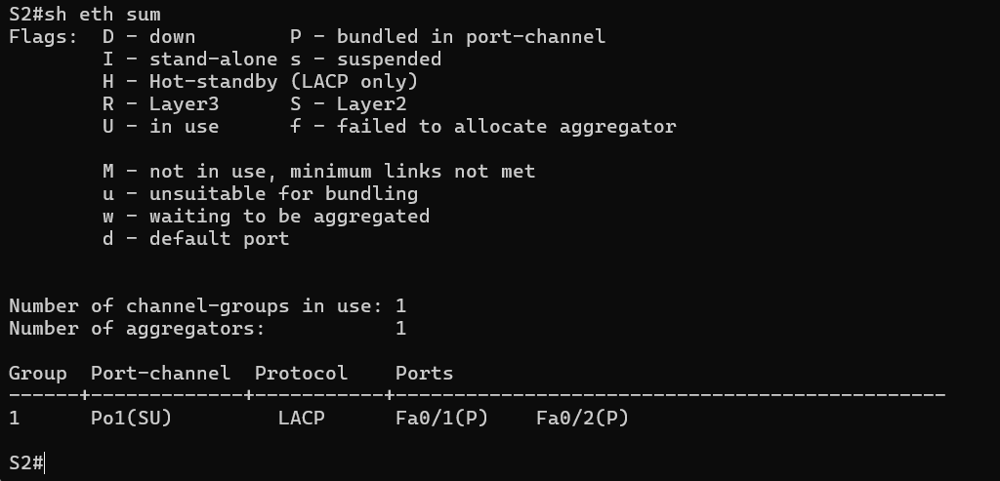 S2#sh eth sum
Flags:  D - down        P - bundled in port-channel
        I - stand-alone s - suspended
        H - Hot-standby (LACP only)
        R - Layer3      S - Layer2
        U - in use      f - failed to allocate aggregator

        M - not in use, minimum links not met
        u - unsuitable for bundling
        w - waiting to be aggregated
        d - default port


Number of channel-groups in use: 1
Number of aggregators:           1

Group  Port-channel  Protocol    Ports
------+-------------+-----------+-----------------------------------------------
1      Po1(SU)         LACP      Fa0/1(P)    Fa0/2(P)

S2#